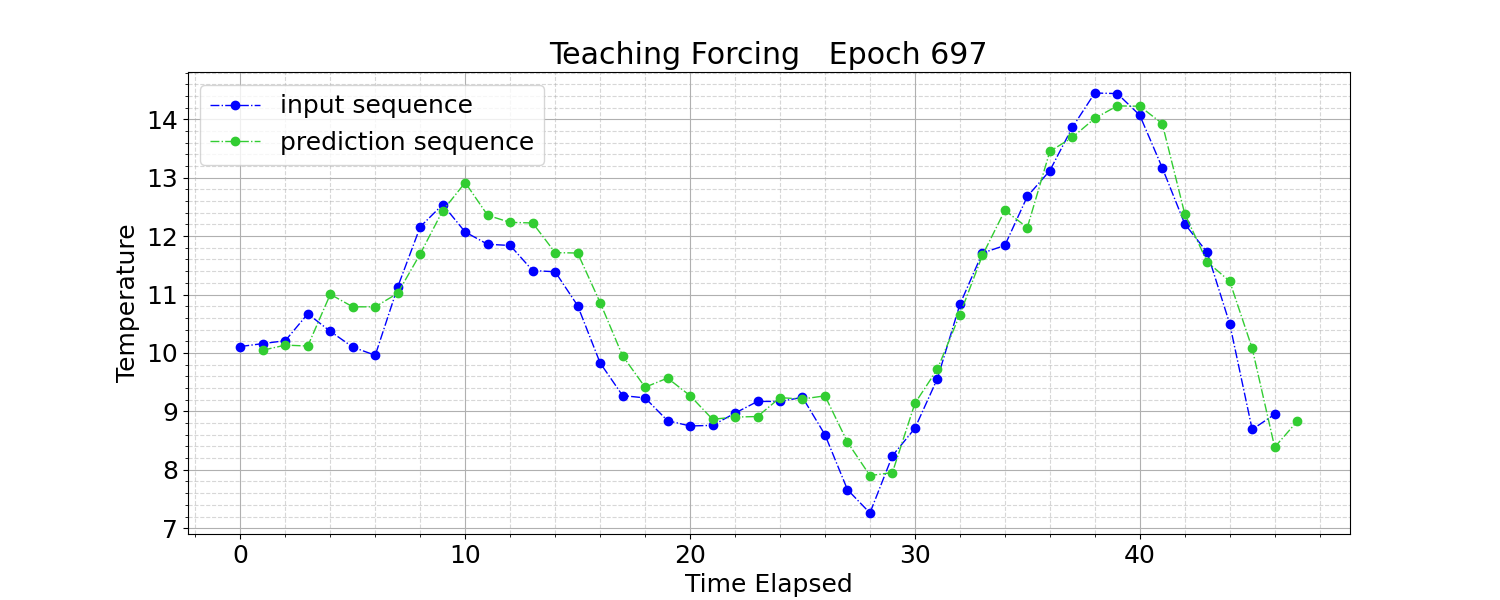 Teaching Forcing   Epoch 697
input sequence
prediction sequence
Temperature
14
13
12
11
10
9
8
7
0 10 20 30 40
Time Elapsed